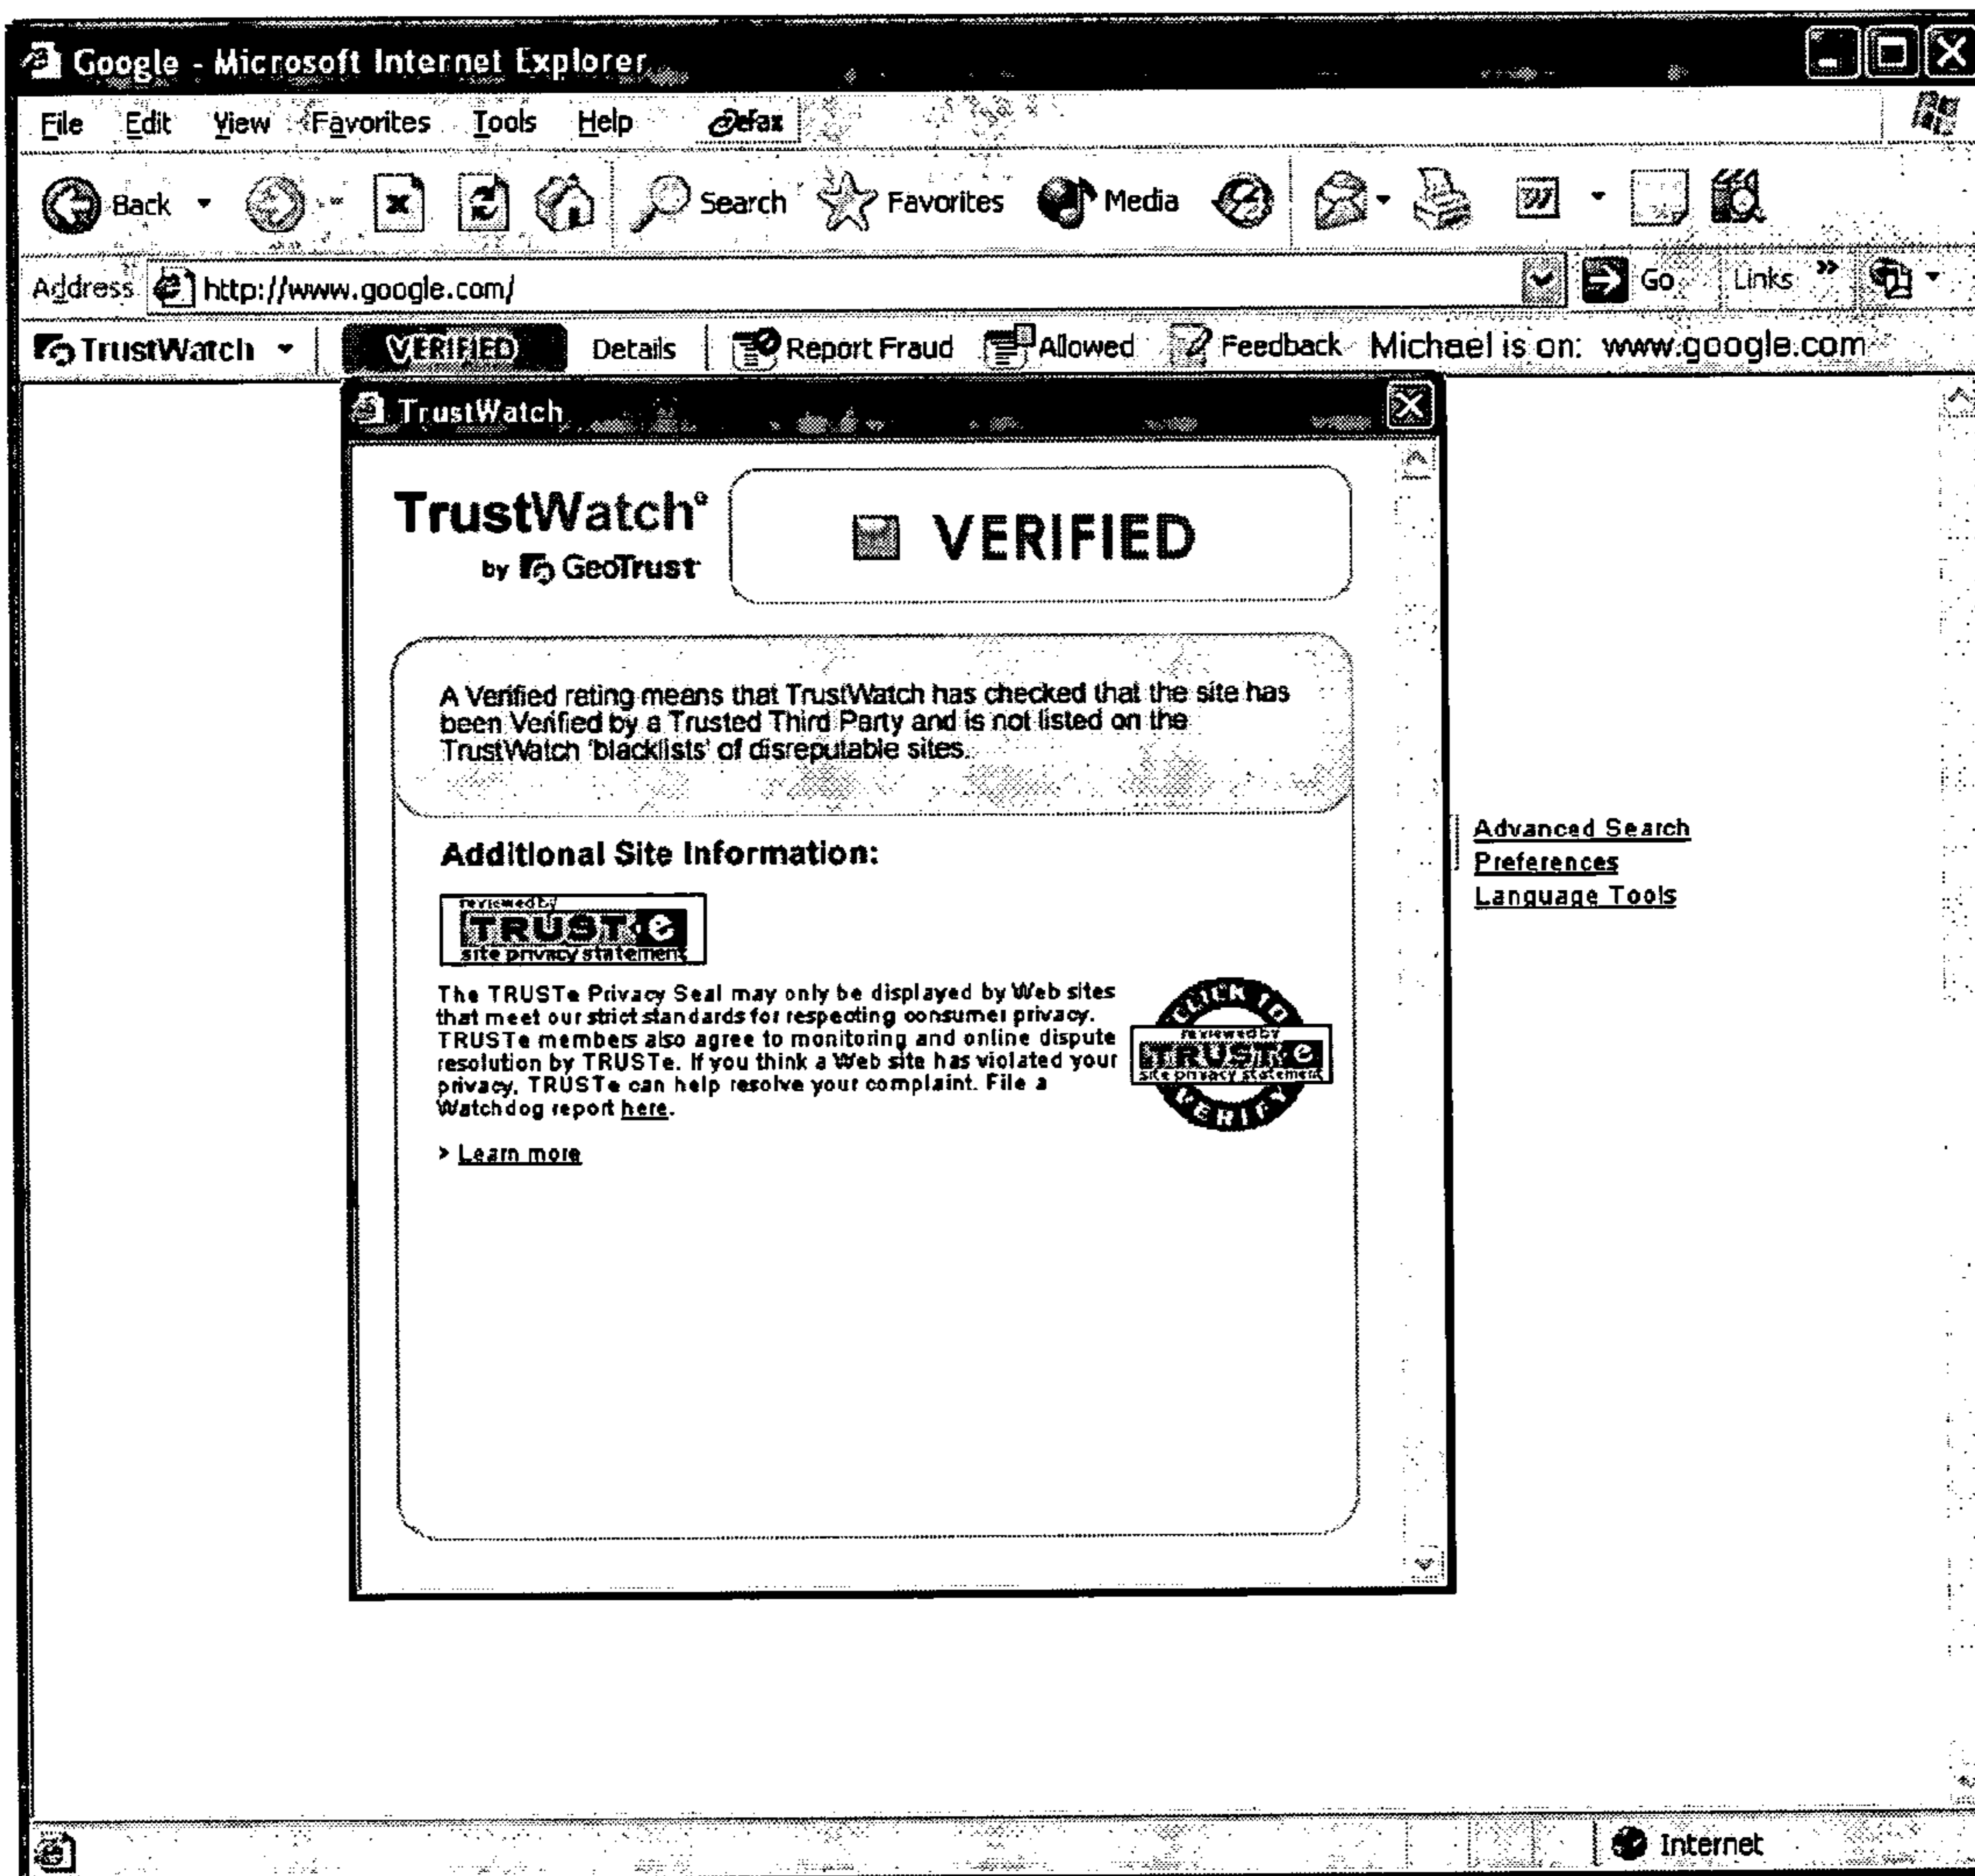 Google - Microsoft Internet Explorer
File Edit View Favorites Tools Help eFax
Back Search Favorites Media
Address http://www.google.com/ Go Links »
TrustWatch VERIFIED Details Report Fraud Allowed Feedback Michael is on: www.google.com
TrustWatch
TrustWatch®
by GeoTrust
VERIFIED
A Verified rating means that TrustWatch has checked that the site has
been Verified by a Trusted Third Party and is not listed on the
TrustWatch 'blacklists' of disreputable sites.
Advanced Search
Preferences
Language Tools
Additional Site Information:
reviewed by
TRUST·e
site privacy statement
The TRUSTe Privacy Seal may only be displayed by Web sites
that meet our strict standards for respecting consumer privacy.
TRUSTe members also agree to monitoring and online dispute
resolution by TRUSTe. If you think a Web site has violated your
privacy, TRUSTe can help resolve your complaint. File a
Watchdog report here.
CLICK TO
reviewed by
TRUST·e
site privacy statement
VERIFY
> Learn more
Internet